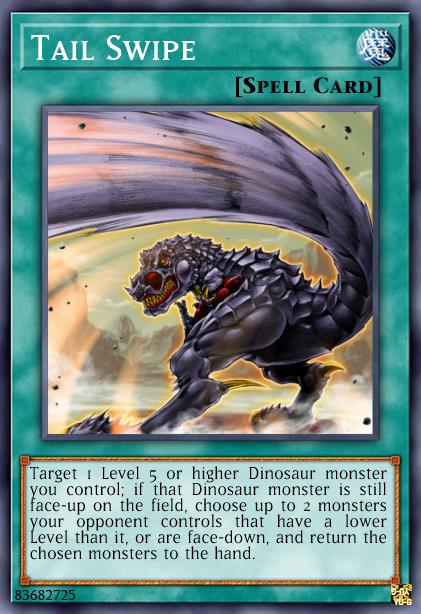 Tail Swipe
魔
[Spell Card]
Target 1 Level 5 or higher Dinosaur monster
you control; if that Dinosaur monster is still
face-up on the field, choose up to 2 monsters
your opponent controls that have a lower
Level than it, or are face-down, and return the
chosen monsters to the hand.
83682725